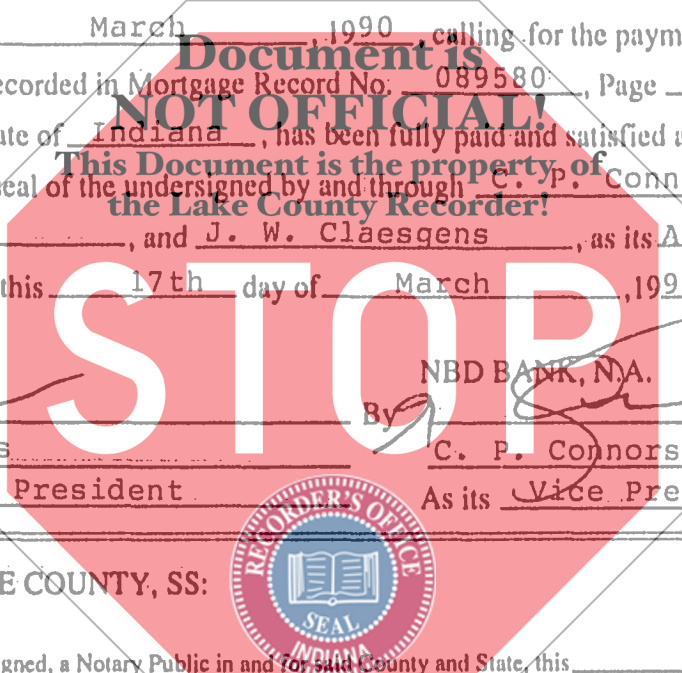 March , 1990 , calling for the paym
Document is
ecorded in Mortgage Record No. 089580 , Page
NOT OFFICIAL!
ate of Indiana , has been fully paid and satisfied a
This Document is the property of
eal of the undersigned by and through C. P. Conn
the Lake County Recorder!
, and J. W. Claesgens , as its A
this 17th day of March ,199
STOP
NBD BANK, N.A.
By
s C. P. Connors
President As its Vice Pre
RECORDER'S OFFICE
E COUNTY, SS:
SEAL
INDIANA
gned, a Notary Public in and for said County and State, this